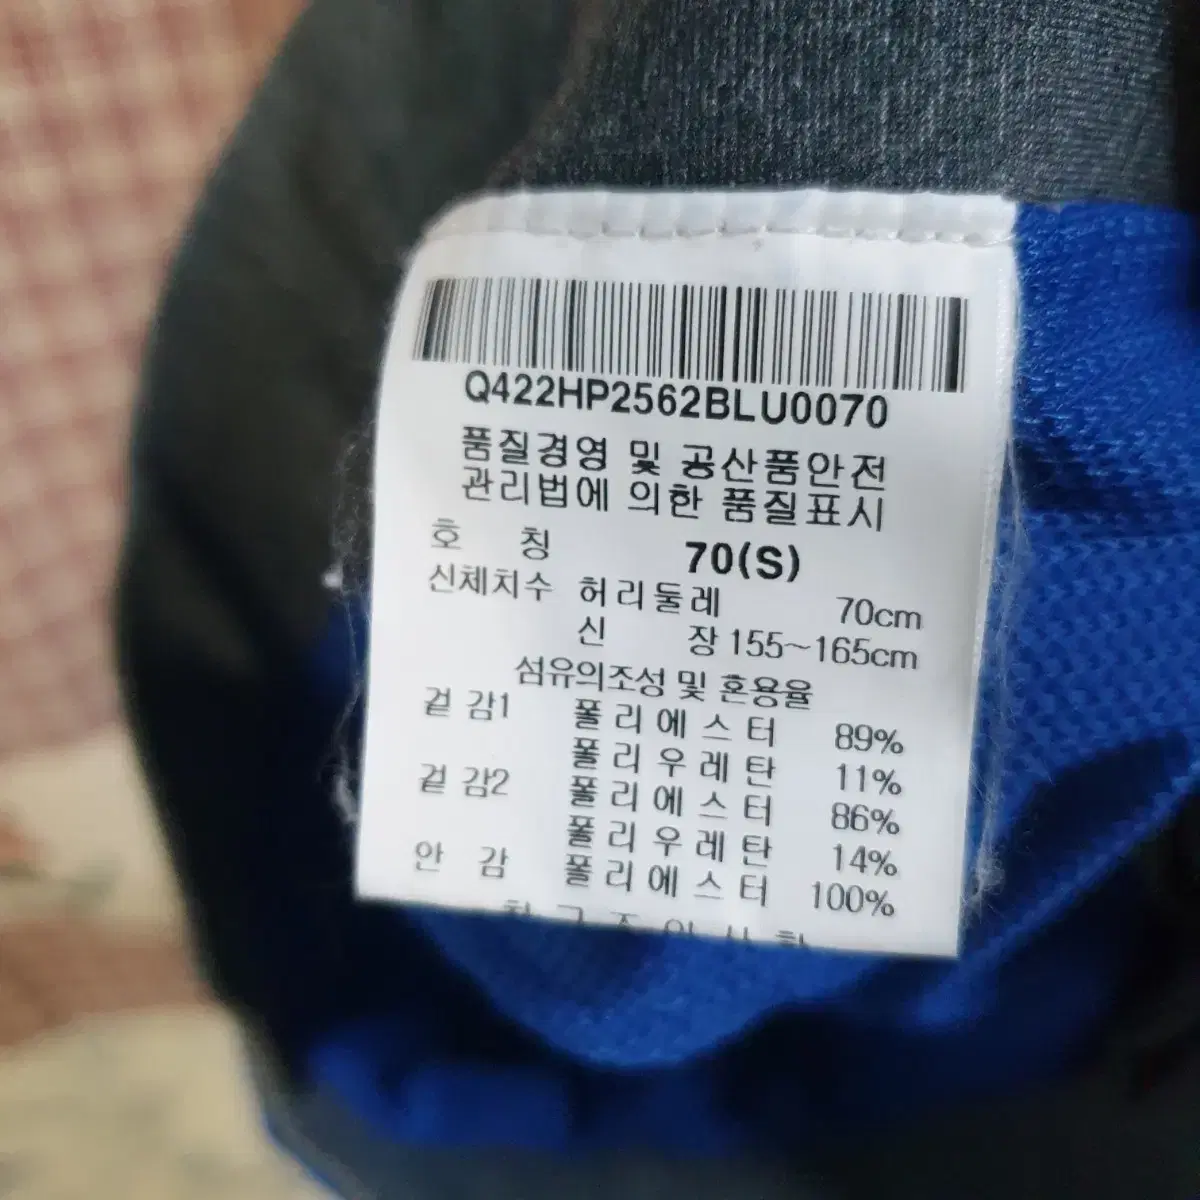 Q422HP2562BLU0070
품질경영 및 공산품안전
관리법에 의한 품질표시
호 칭 70(S)
신체치수 허리둘레 70cm
신 장 155~165cm
섬유의조성 및 혼용율
겉 감1 폴리에스터 89%
폴리우레탄 11%
겉 감2 폴리에스터 86%
폴리우레탄 14%
안 감 폴리에스터 100%